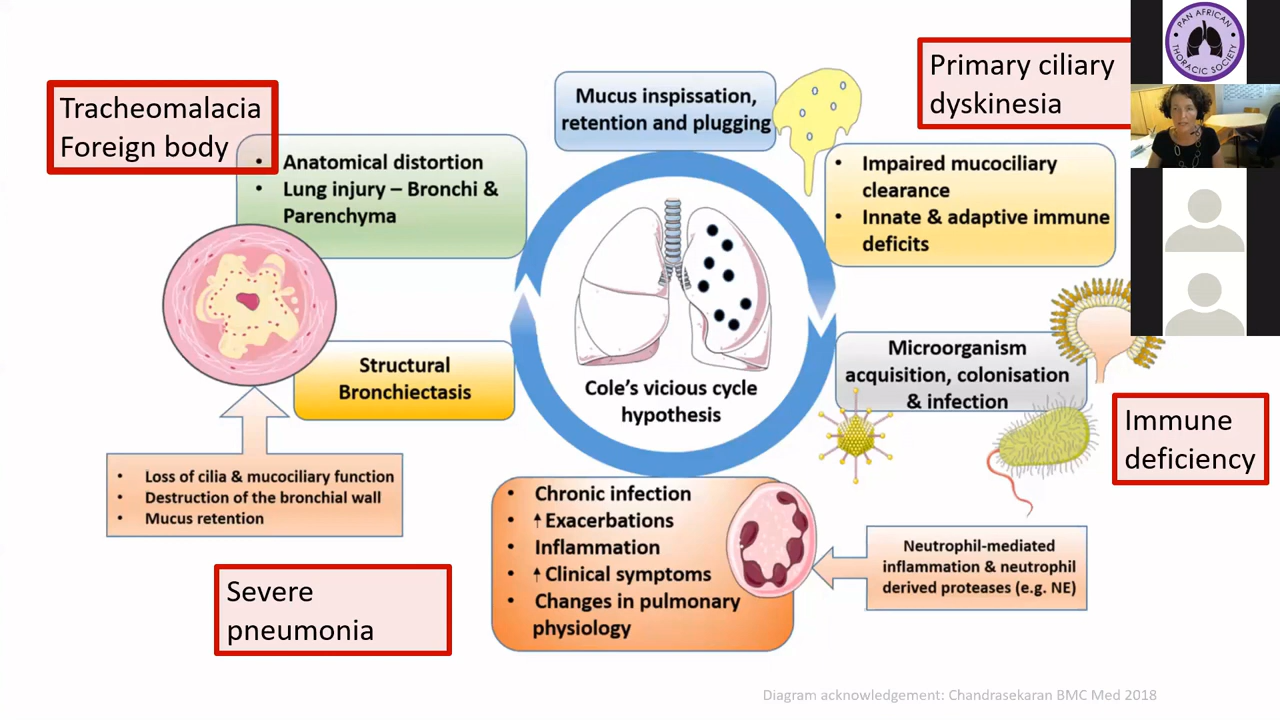 PAN AFRICAN
THORACIC SOCIETY
Primary ciliary
dyskinesia
Tracheomalacia
Foreign body
Mucus inspissation,
retention and plugging
• Anatomical distortion
• Lung injury – Bronchi &
Parenchyma
• Impaired mucociliary
clearance
• Innate & adaptive immune
deficits
Structural
Bronchiectasis
Cole's vicious cycle
hypothesis
Microorganism
acquisition, colonisation
& infection
Immune
deficiency
• Loss of cilia & mucociliary function
• Destruction of the bronchial wall
• Mucus retention
• Chronic infection
• ↑Exacerbations
• Inflammation
• ↑Clinical symptoms
• Changes in pulmonary
physiology
Neutrophil-mediated
inflammation & neutrophil
derived proteases (e.g. NE)
Severe
pneumonia
Diagram acknowledgement: Chandrasekaran BMC Med 2018